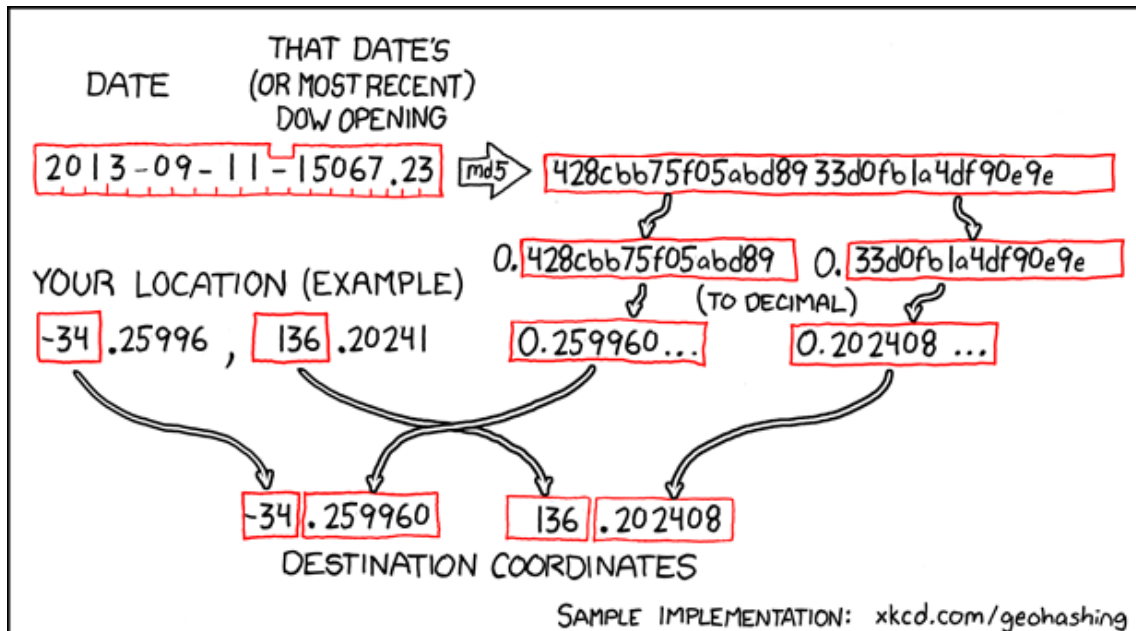 DATE
THAT DATE'S
(OR MOST RECENT)
DOW OPENING
2013-09-11-15067.23
md5
428cbb75f05abd8933d0fb1a4df90e9e
0.428cbb75f05abd89
0.33d0fb1a4df90e9e
(TO DECIMAL)
YOUR LOCATION (EXAMPLE)
-34.25996, 136.20241
0.259960...
0.202408...
-34.259960
136.202408
DESTINATION COORDINATES
SAMPLE IMPLEMENTATION: xkcd.com/geohashing